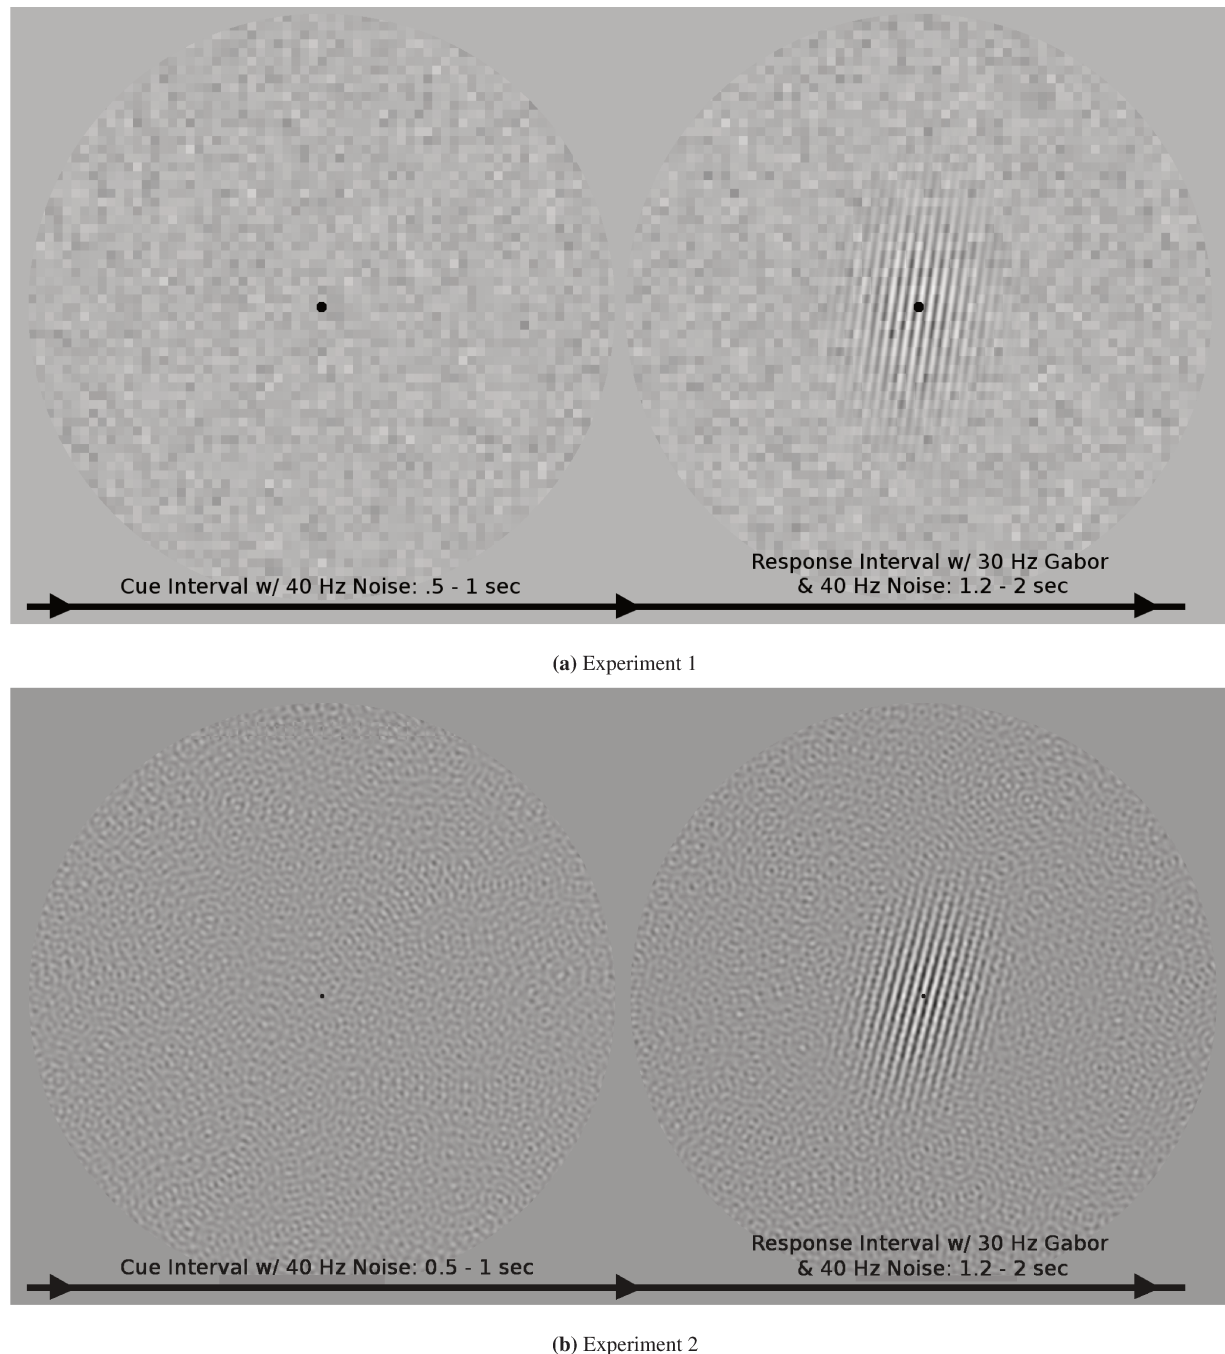 Cue Interval w/ 40 Hz Noise: .5 - 1 sec
Response Interval w/ 30 Hz Gabor
& 40 Hz Noise: 1.2 - 2 sec
(a) Experiment 1
Cue Interval w/ 40 Hz Noise: 0.5 - 1 sec
Response Interval w/ 30 Hz Gabor
& 40 Hz Noise: 1.2 - 2 sec
(b) Experiment 2